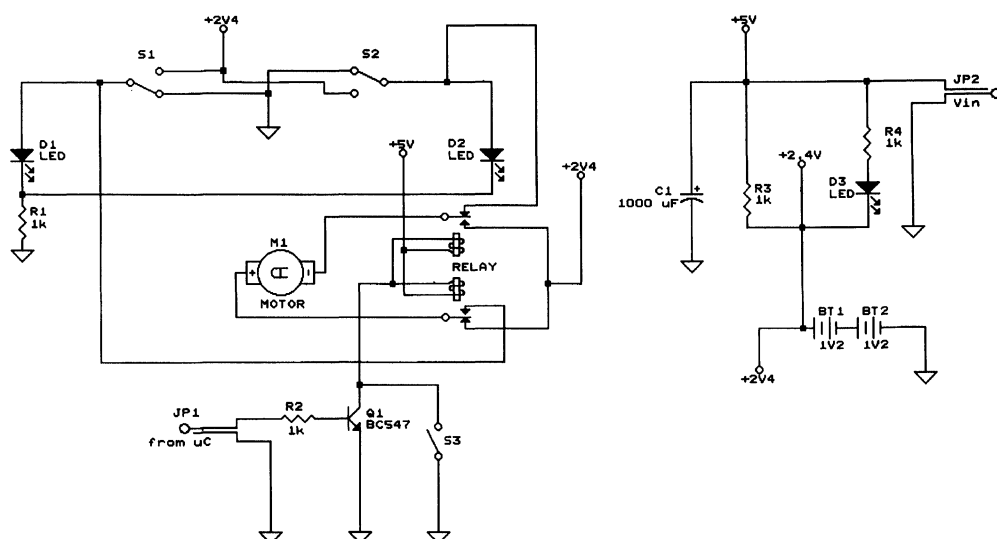 +2V4
S1
S2
D1
LED
D2
LED
R1
1k
+5V
+2V4
M1
+
-
MOTOR
RELAY
JP1
from uC
R2
1k
Q1
BC547
S3
+5V
JP2
Vin
R4
1k
+2.4V
C1
+
1000 uF
R3
1k
D3
LED
BT1
1V2
BT2
1V2
+2V4